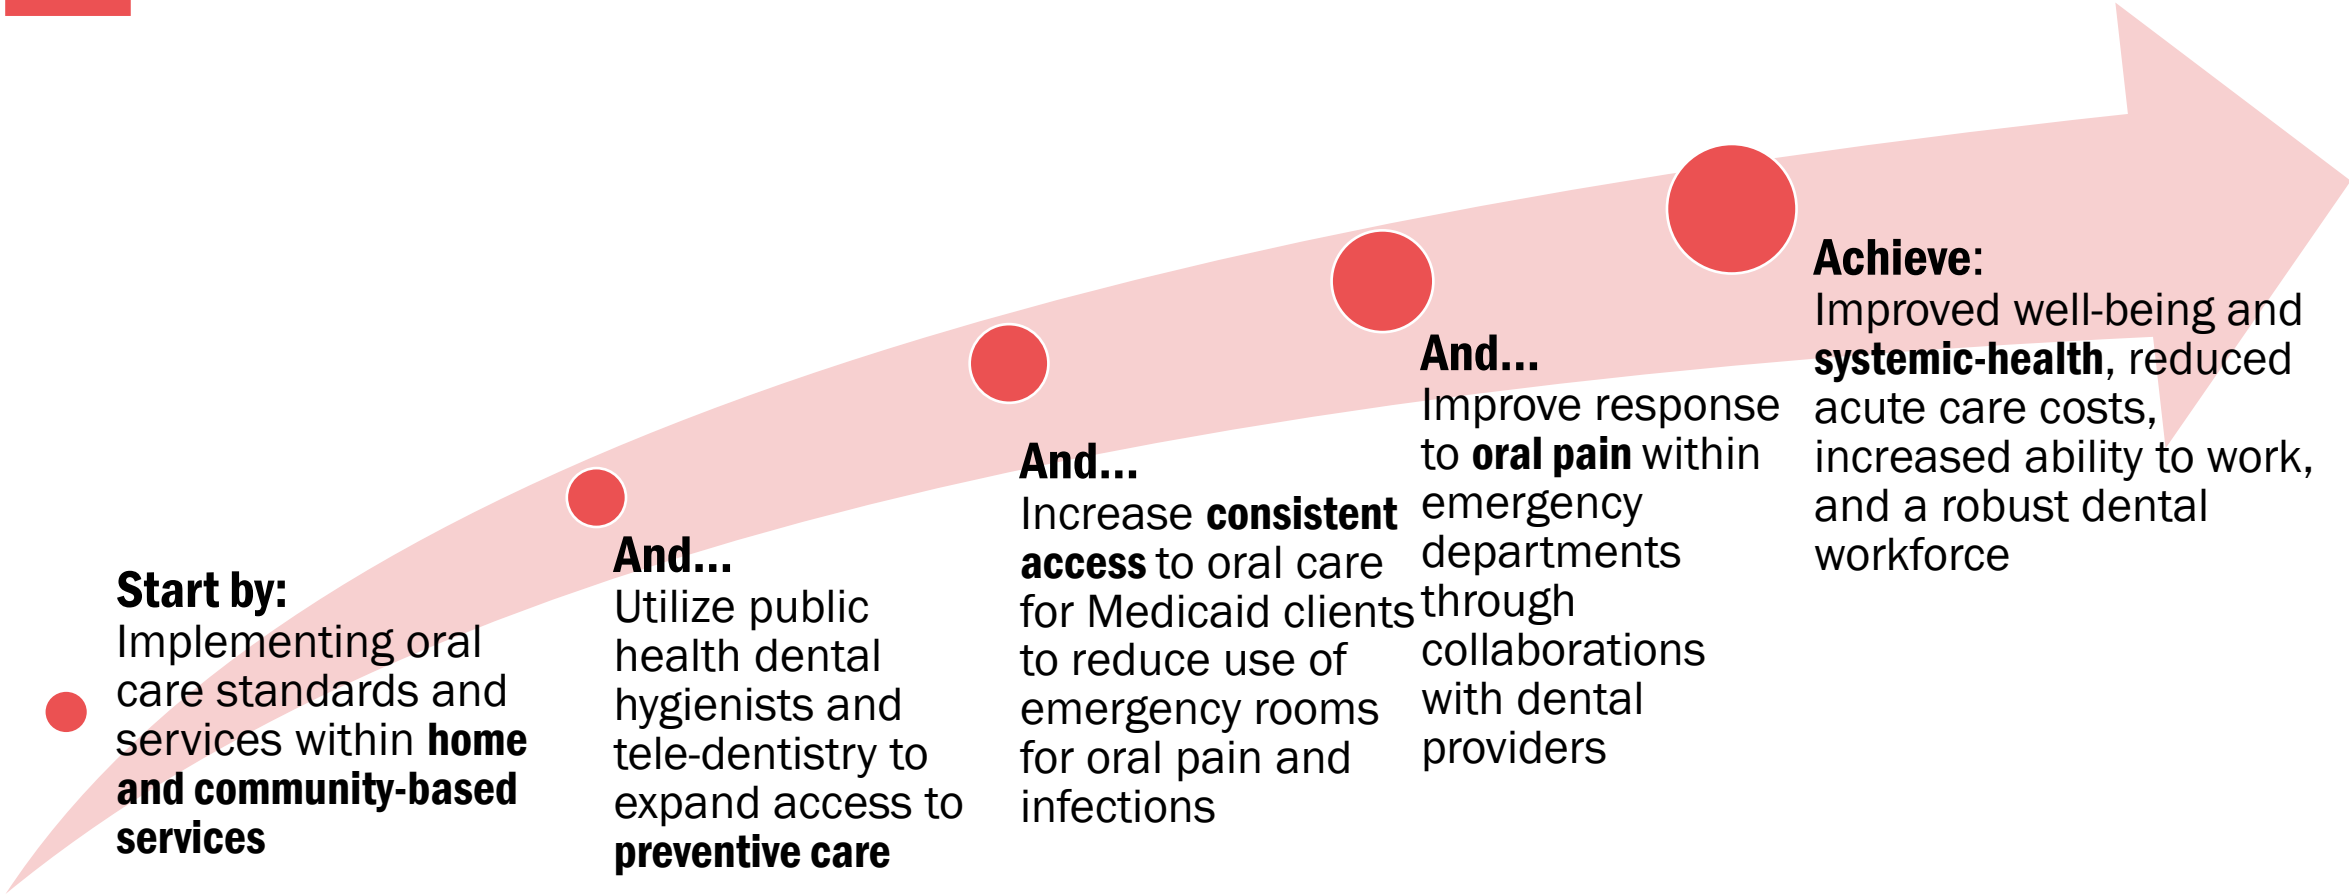 Start by:
Implementing oral
care standards and
services within home
and community-based
services
And...
Utilize public
health dental
hygienists and
tele-dentistry to
expand access to
preventive care
And...
Increase consistent
access to oral care
for Medicaid clients
to reduce use of
emergency rooms
for oral pain and
infections
And...
Improve response
to oral pain within
emergency
departments
through
collaborations
with dental
providers
Achieve:
Improved well-being and
systemic-health, reduced
acute care costs,
increased ability to work,
and a robust dental
workforce